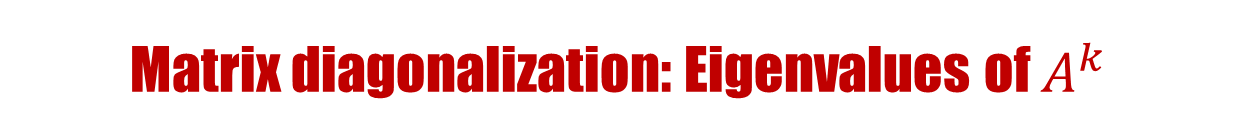 Matrix diagonalization: Eigenvalues of $A^k$